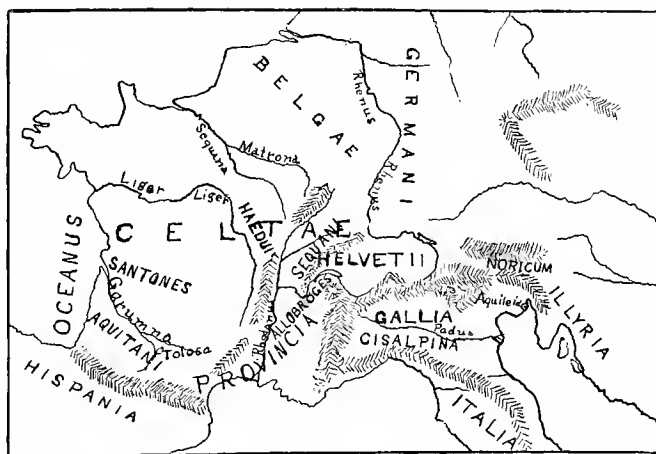 BELGAE
GERMANI
Rhenus
Rhenus
Sequana
Matrona
Liger
Liger
HAEDUI
CELTAE
SEQUANI
HELVETII
NORICUM
OCEANUS
SANTONES
ALLOBROGES
Aquileia
ILLYRIA
Garumna
Rhodanus
GALLIA
Padus
CISALPINA
AQUITANI
Tolosa
PROVINCIA
HISPANIA
ITALIA